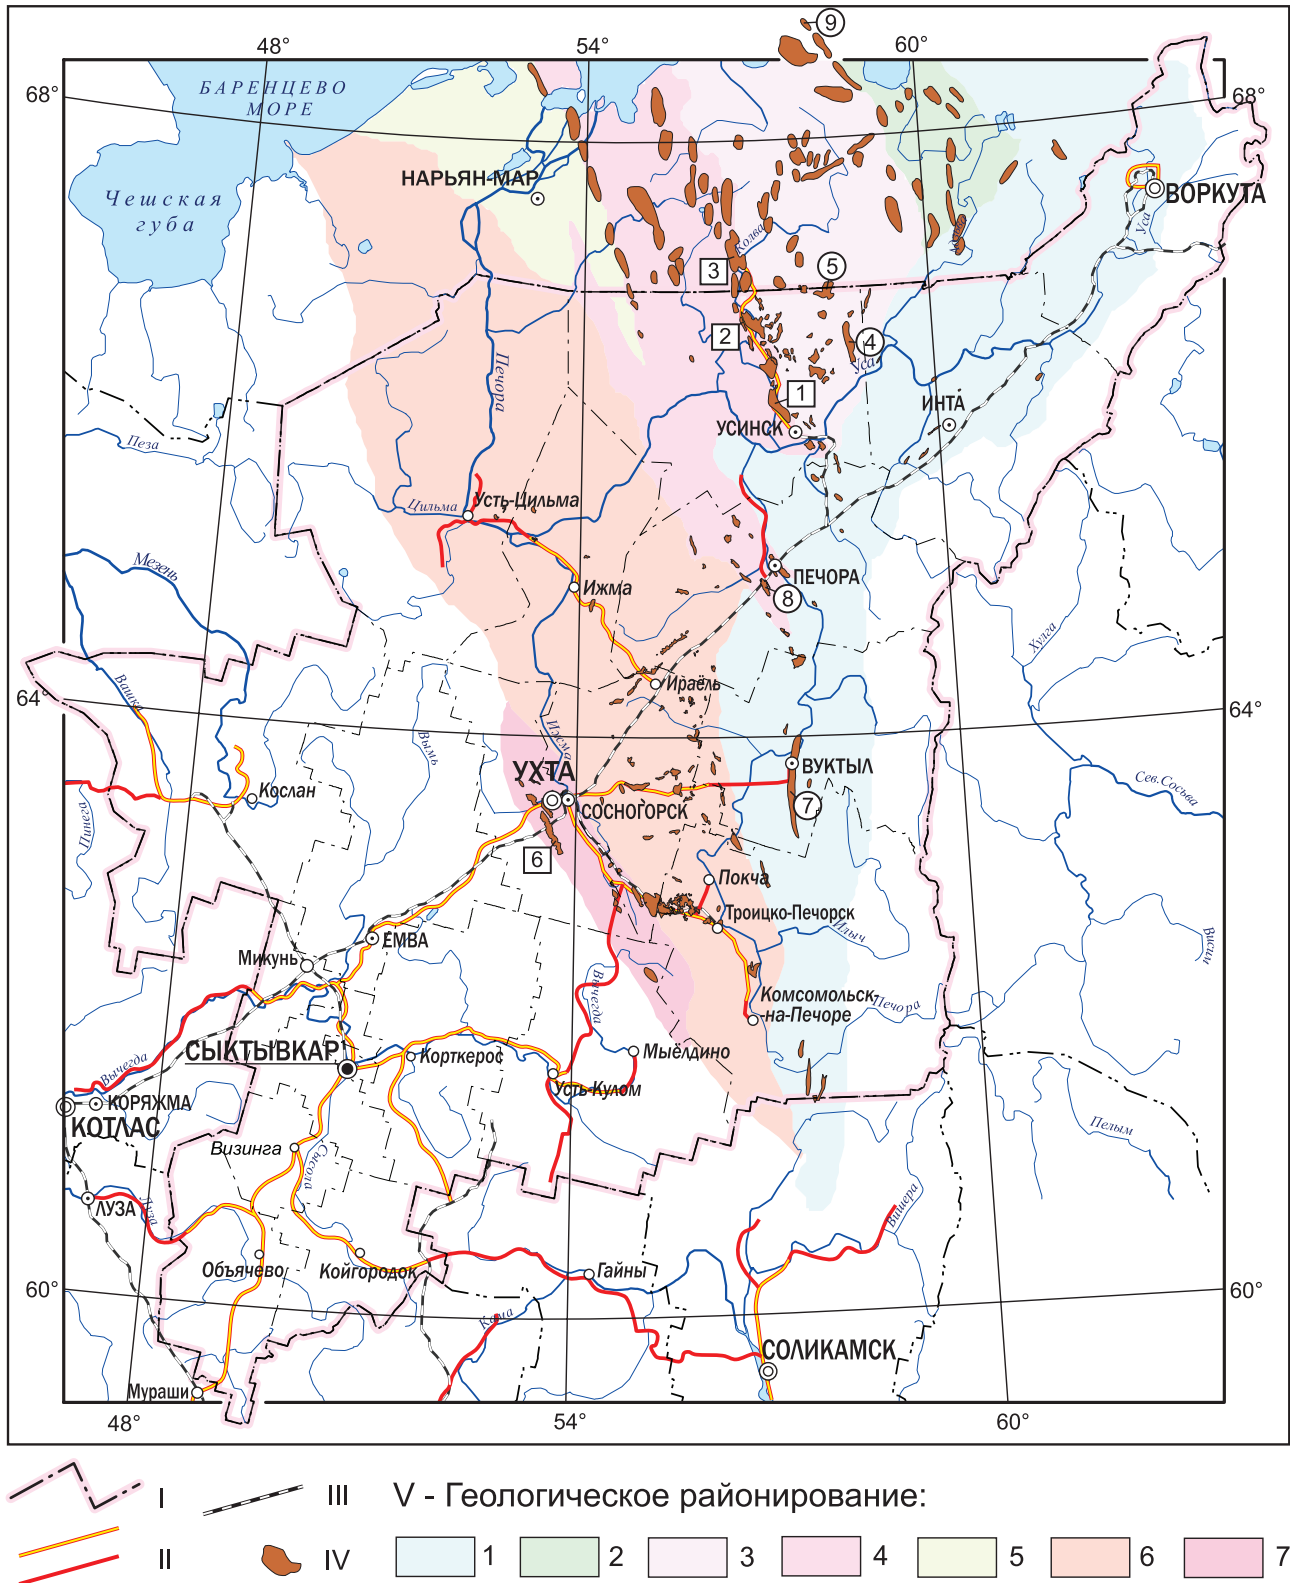 9
48°
54°
60°
68°
68°
БАРЕНЦЕВО
МОРЕ
Чешская
губа
НАРЬЯН-МАР
ВОРКУТА
Уса
Колва
3
5
2
4
Уса
Печора
1
УСИНСК
ИНТА
Пеза
Цильма
Усть-Цильма
Мезень
Ижма
ПЕЧОРА
8
Хулга
Вашка
Ираёль
64°
64°
Ижма
Вымь
УХТА
ВУКТЫЛ
Сев.Сосьва
Кослан
СОСНОГОРСК
7
Пинега
6
Покча
Троицко-Печорск
ЕМВА
Илыч
Висим
Микунь
Вычегда
Комсомольск-
-на-Печоре
Печора
СЫКТЫВКАР
Корткерос
Мыёлдино
Вычегда
Усть-Кулом
КОРЯЖМА
КОТЛАС
Пелым
Визинга
Сысола
ЛУЗА
Луза
Вишера
Объячево
Койгородок
Гайны
60°
60°
Кама
СОЛИКАМСК
Мураши
48°
54°
60°
I
III
V - Геологическое районирование:
II
IV
1
2
3
4
5
6
7